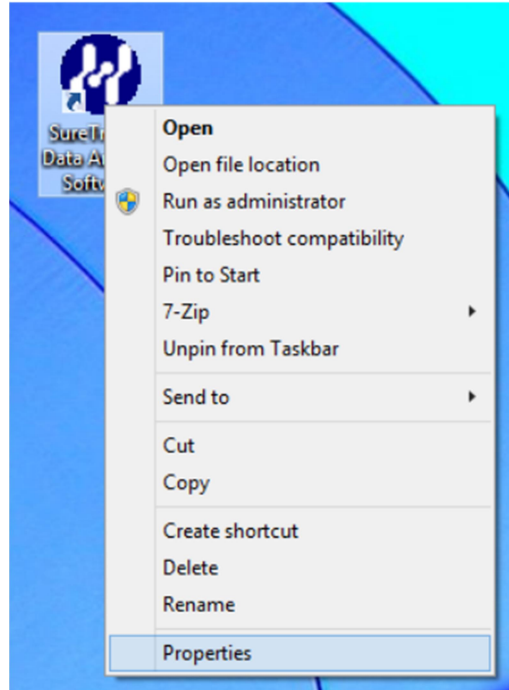 Data
Open
Open file location
Run as administrator
Troubleshoot compatibility
Pin to Start
7-Zip
Unpin from Taskbar
Send to
Cut
Copy
Create shortcut
Delete
Rename
Properties